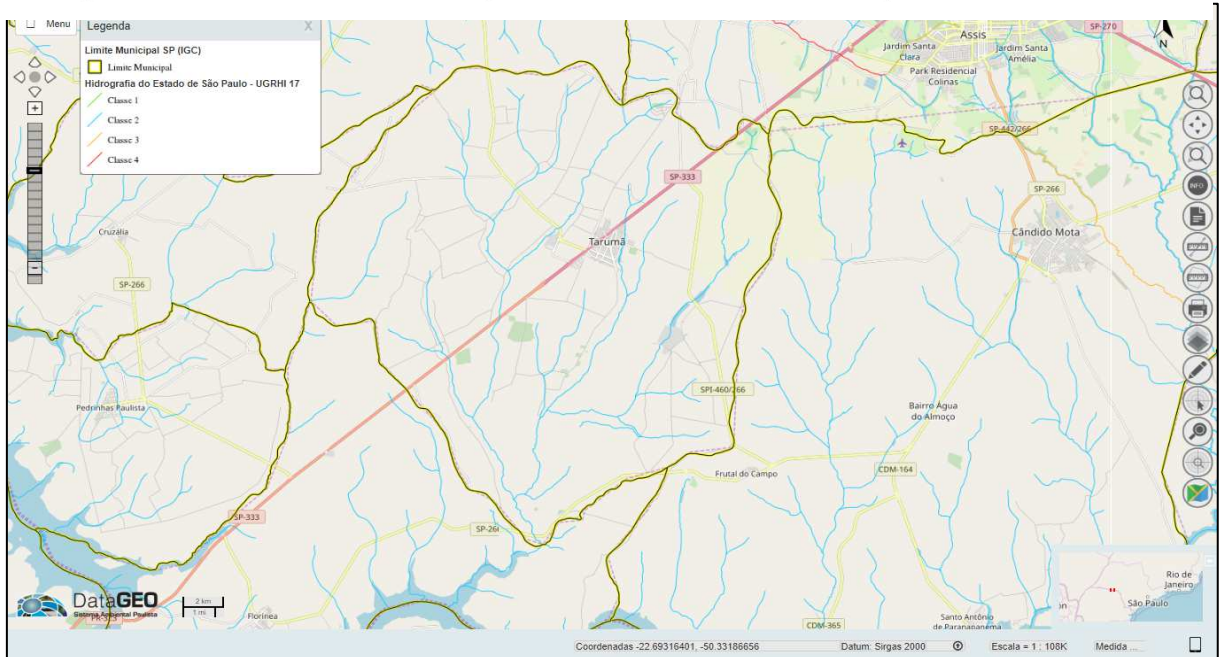 Menu
Legenda
X
Limite Municipal SP (IGC)
Limite Municipal
Hidrografia do Estado de São Paulo - UGRHI 17
Classe 1
Classe 2
Classe 3
Classe 4
SP-270
Assis
Jardim Santa
Clara
Jardim Santa
Amélia
Park Residencial
Colinas
N
SP-442/266
SP-333
SP-266
Cruzália
Tarumã
Cândido Mota
SP-266
INFO
Pedrinhas Paulista
SPI-460/266
Bairro Água
do Almoço
Frutal do Campo
CDM-164
SP-333
SP-26
DataGEO
Sistema Ambiental Paulista
2 km
1 mi
Florínea
Santo Antônio
de Paranapanema
CDM-365
Rio de
Janeiro
São Paulo
Coordenadas -22.69316401, -50.33186656
Datum: Sirgas 2000
Escala = 1 : 108K
Medida ...